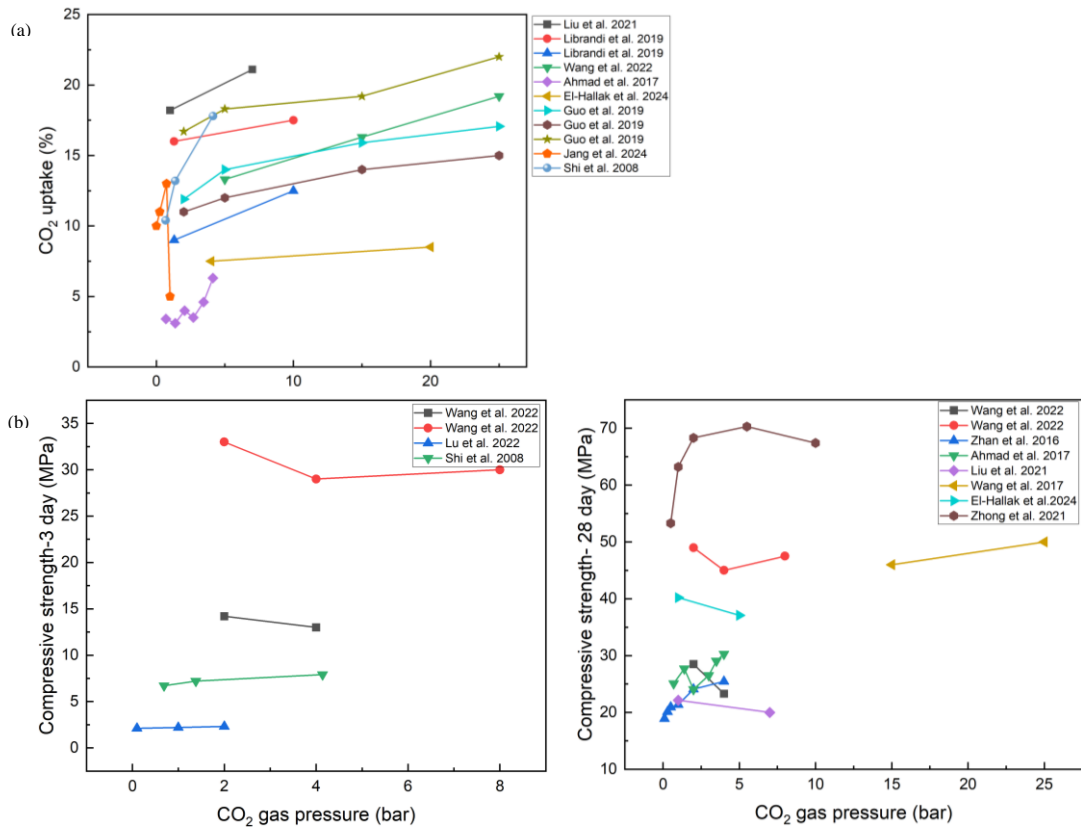 (a)
25
20
15
10
5
0
CO₂ uptake (%)
0
10
20
CO₂ gas pressure (bar)
Liu et al. 2021
Librandi et al. 2019
Librandi et al. 2019
Wang et al. 2022
Ahmad et al. 2017
El-Hallak et al. 2024
Guo et al. 2019
Guo et al. 2019
Guo et al. 2019
Jang et al. 2024
Shi et al. 2008
(b)
35
30
25
20
15
10
5
0
Compressive strength-3 day (MPa)
0
2
4
6
8
CO₂ gas pressure (bar)
Wang et al. 2022
Wang et al. 2022
Lu et al. 2022
Shi et al. 2008
70
60
50
40
30
20
10
Compressive strength- 28 day (MPa)
0
5
10
15
20
25
CO₂ gas pressure (bar)
Wang et al. 2022
Wang et al. 2022
Zhan et al. 2016
Ahmad et al. 2017
Liu et al. 2021
Wang et al. 2017
El-Hallak et al.2024
Zhong et al. 2021